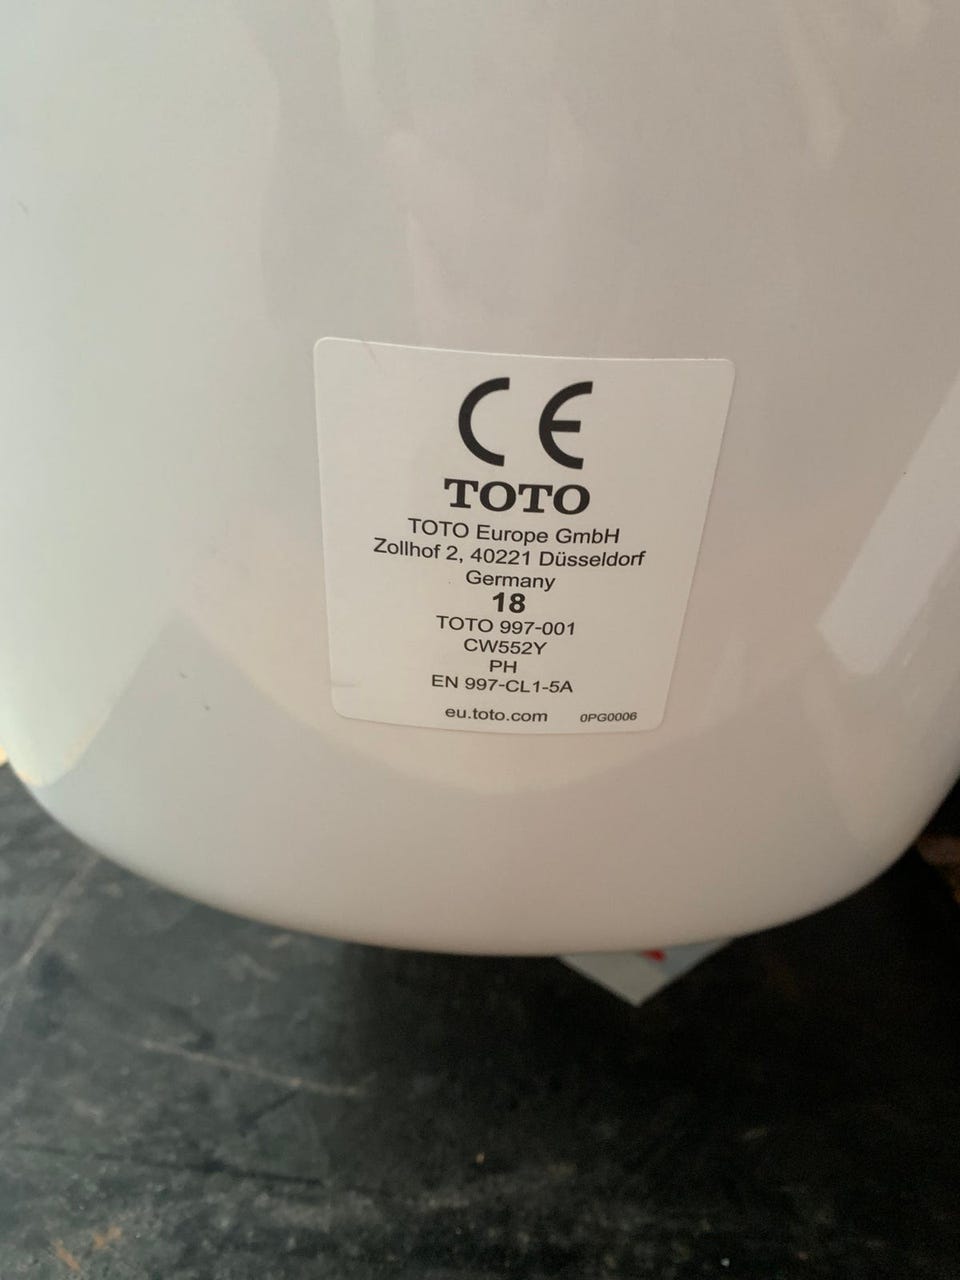 CE
TOTO
TOTO Europe GmbH
Zollhof 2, 40221 Düsseldorf
Germany
18
TOTO 997-001
CW552Y
PH
EN 997-CL1-5A
eu.toto.com 0PG0006